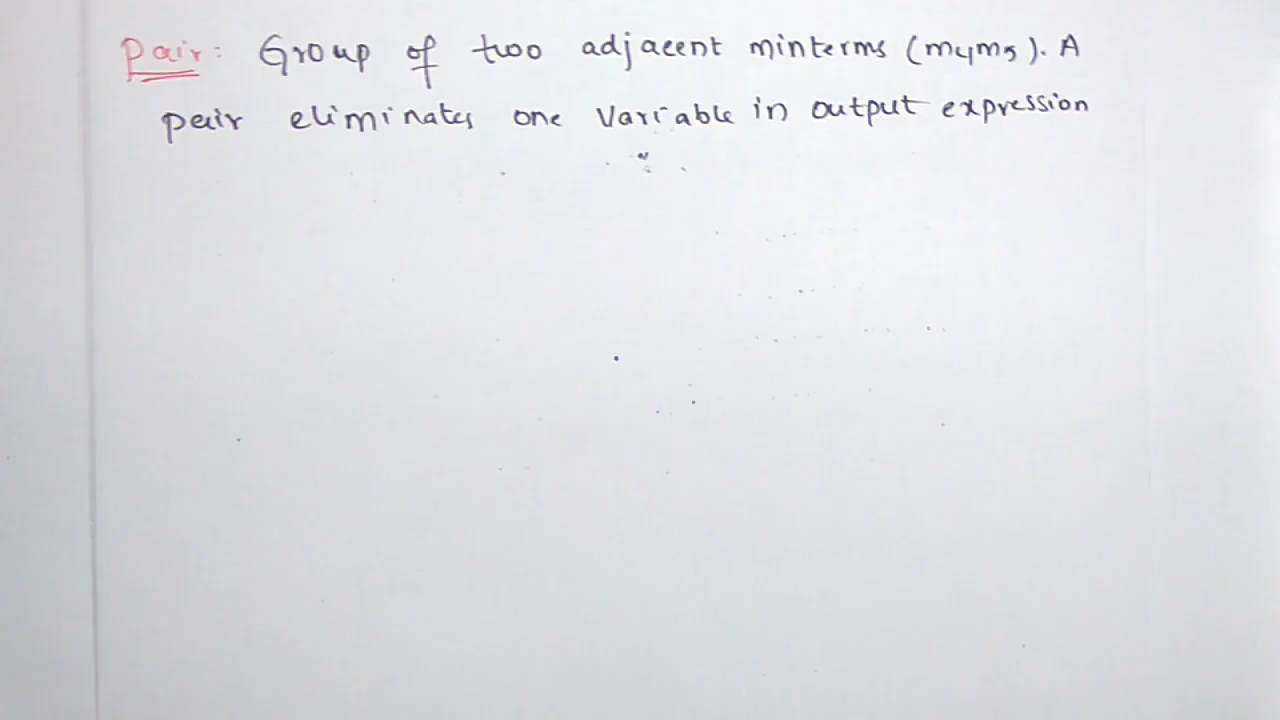 Pair: Group of two adjacent minterms (m4m5). A
pair eliminates one variable in output expression